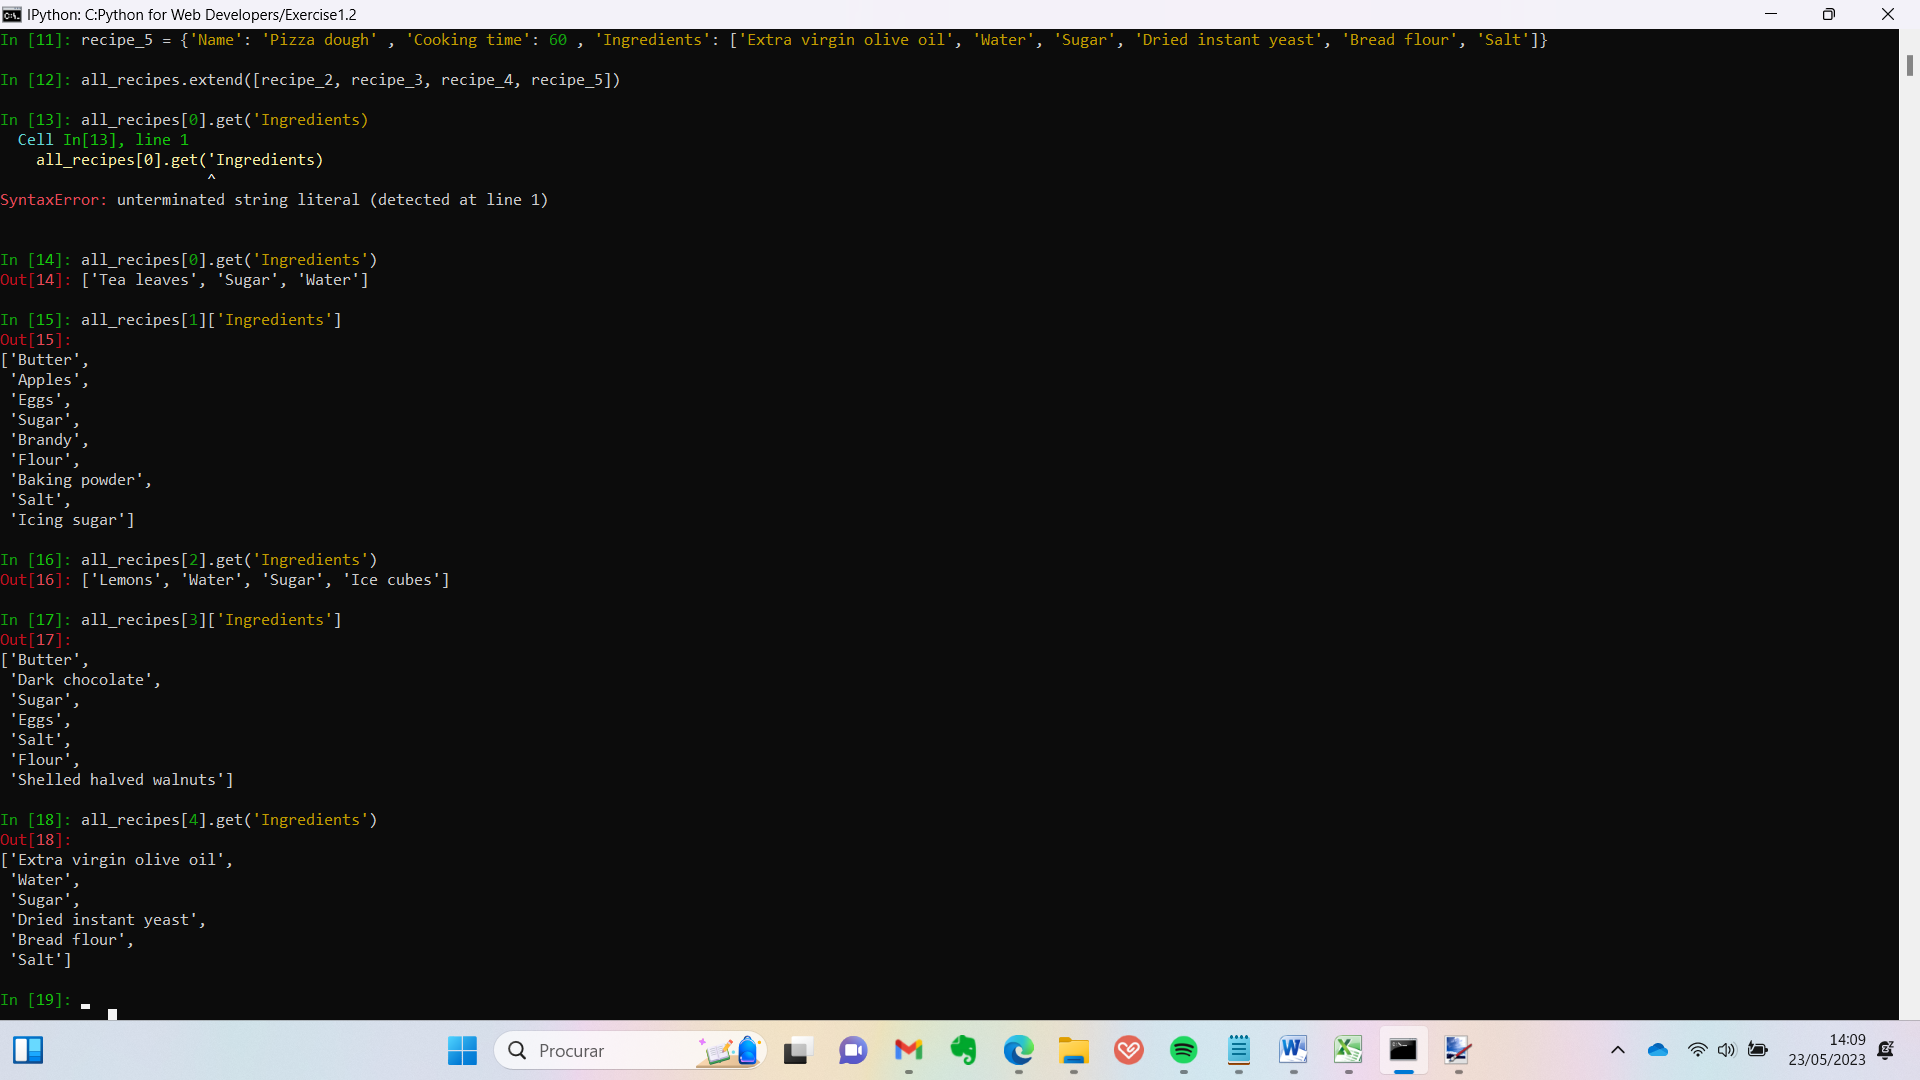 IPython: C:Python for Web Developers/Exercise1.2
In [11]: recipe_5 = {'Name': 'Pizza dough' , 'Cooking time': 60 , 'Ingredients': ['Extra virgin olive oil', 'Water', 'Sugar', 'Dried instant yeast', 'Bread flour', 'Salt']}
In [12]: all_recipes.extend([recipe_2, recipe_3, recipe_4, recipe_5])
In [13]: all_recipes[0].get('Ingredients)
  Cell In[13], line 1
    all_recipes[0].get('Ingredients)
                       ^
SyntaxError: unterminated string literal (detected at line 1)
In [14]: all_recipes[0].get('Ingredients')
Out[14]: ['Tea leaves', 'Sugar', 'Water']
In [15]: all_recipes[1]['Ingredients']
Out[15]:
['Butter',
 'Apples',
 'Eggs',
 'Sugar',
 'Brandy',
 'Flour',
 'Baking powder',
 'Salt',
 'Icing sugar']
In [16]: all_recipes[2].get('Ingredients')
Out[16]: ['Lemons', 'Water', 'Sugar', 'Ice cubes']
In [17]: all_recipes[3]['Ingredients']
Out[17]:
['Butter',
 'Dark chocolate',
 'Sugar',
 'Eggs',
 'Salt',
 'Flour',
 'Shelled halved walnuts']
In [18]: all_recipes[4].get('Ingredients')
Out[18]:
['Extra virgin olive oil',
 'Water',
 'Sugar',
 'Dried instant yeast',
 'Bread flour',
 'Salt']
In [19]:
Procurar
14:09
23/05/2023